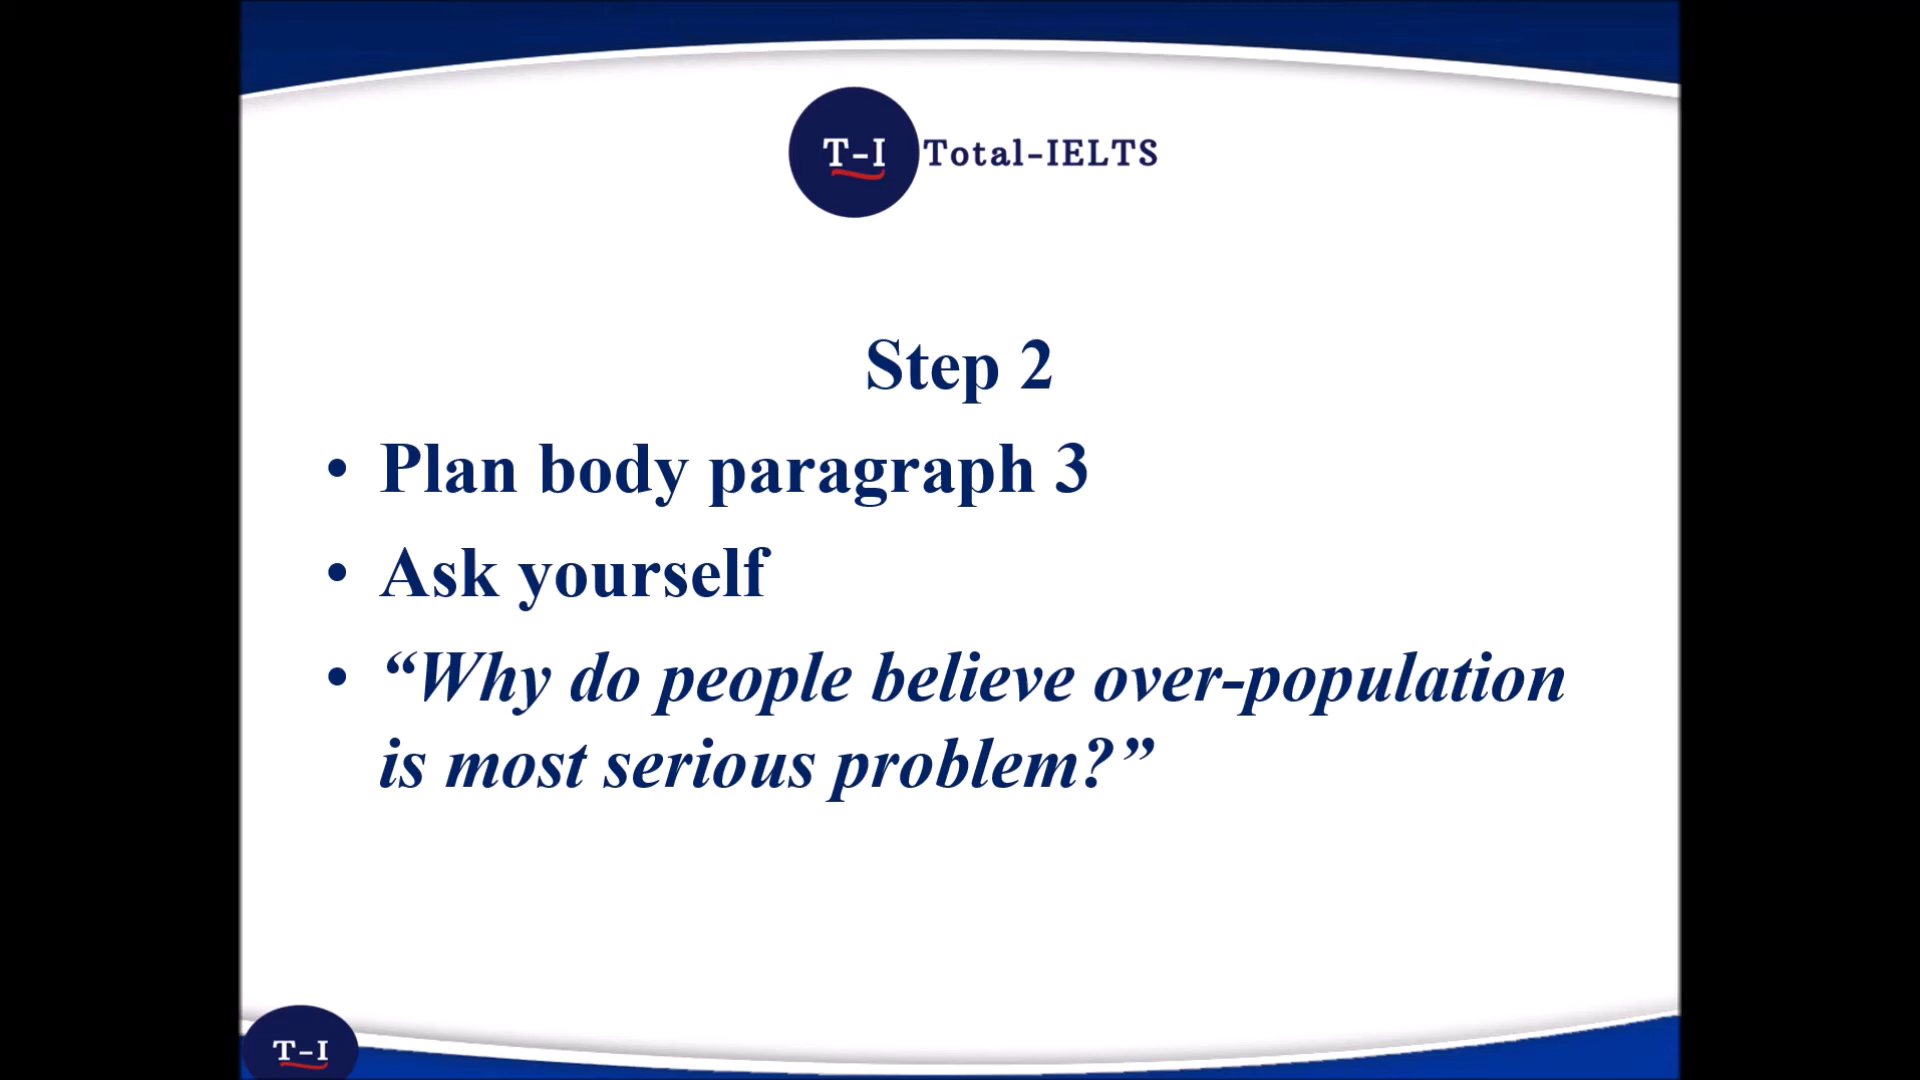 T-I Total-IELTS
Step 2
• Plan body paragraph 3
• Ask yourself
• “Why do people believe over-population
is most serious problem?”
T-I